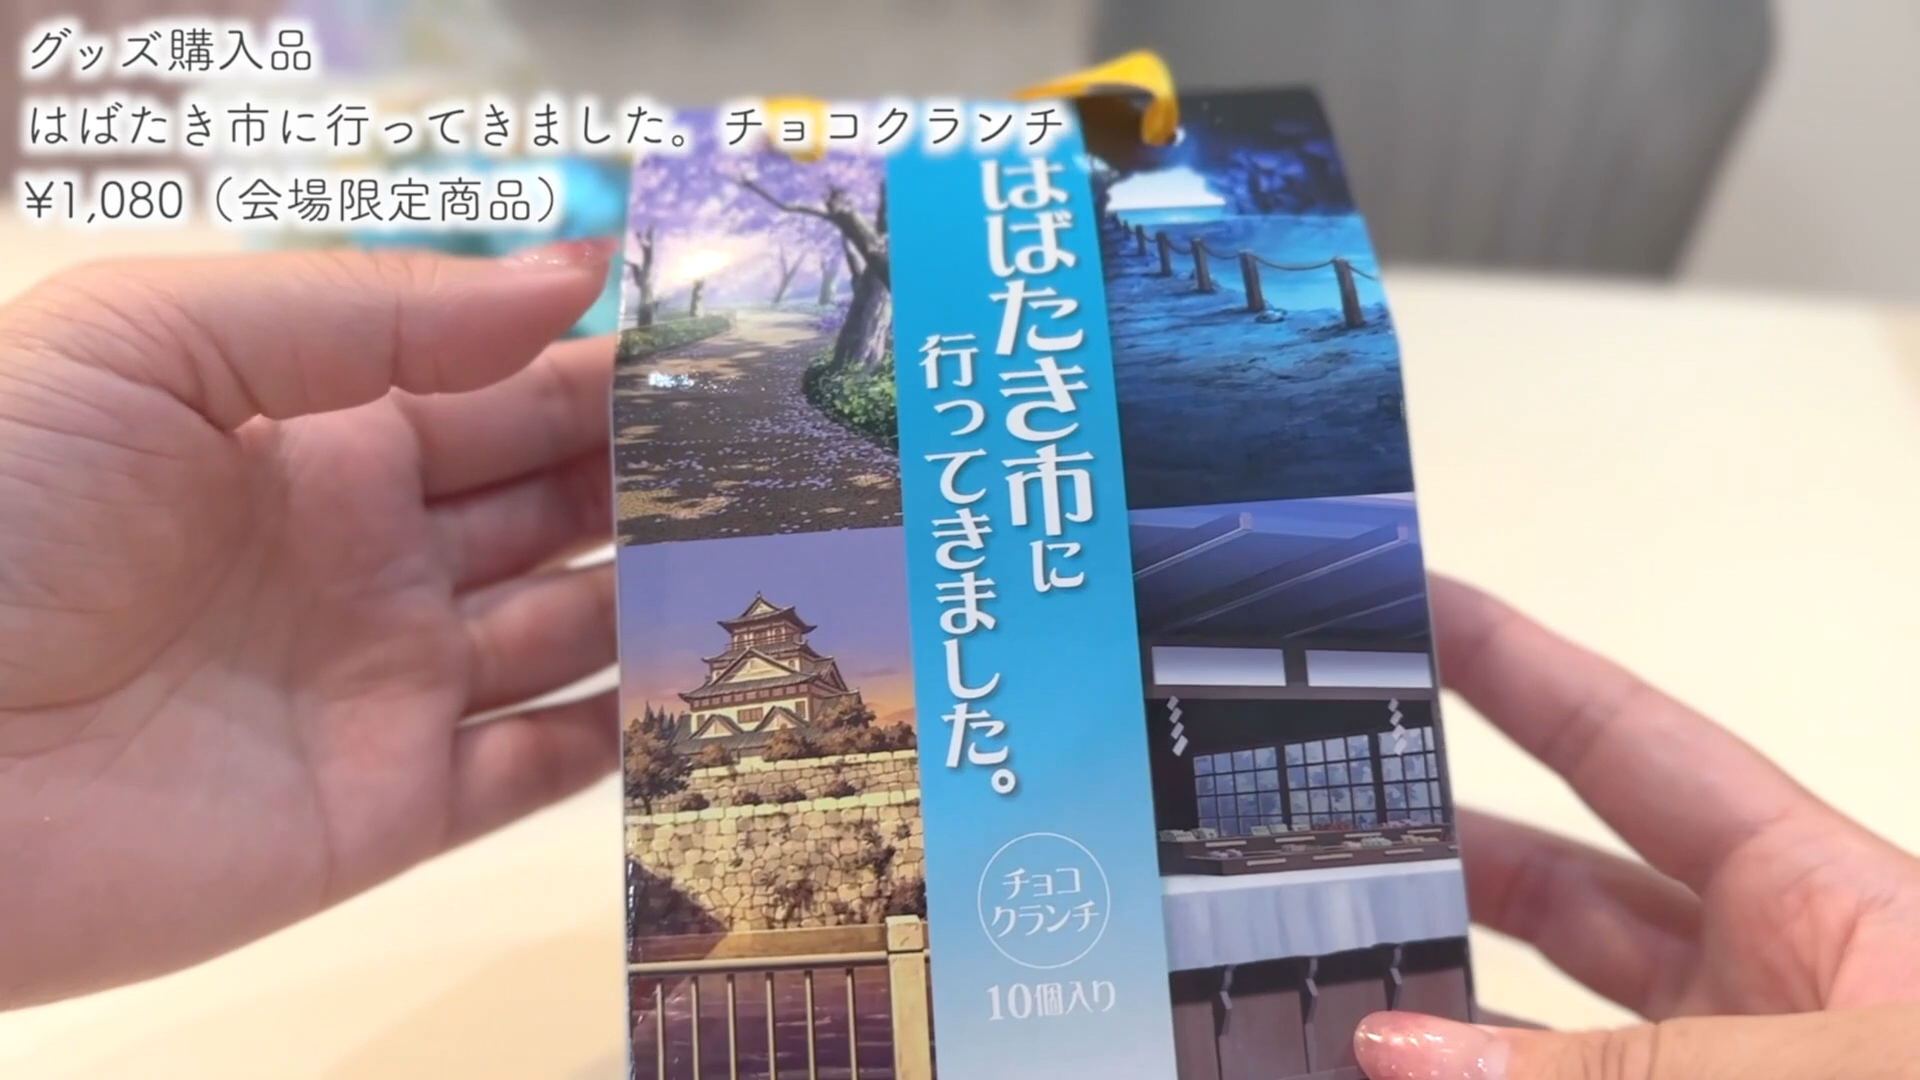 グッズ購入品
はばたき市に行ってきました。チョコクランチ
¥1,080（会場限定商品）
はばたき市に
行ってきました。
チョコ
クランチ
10個入り